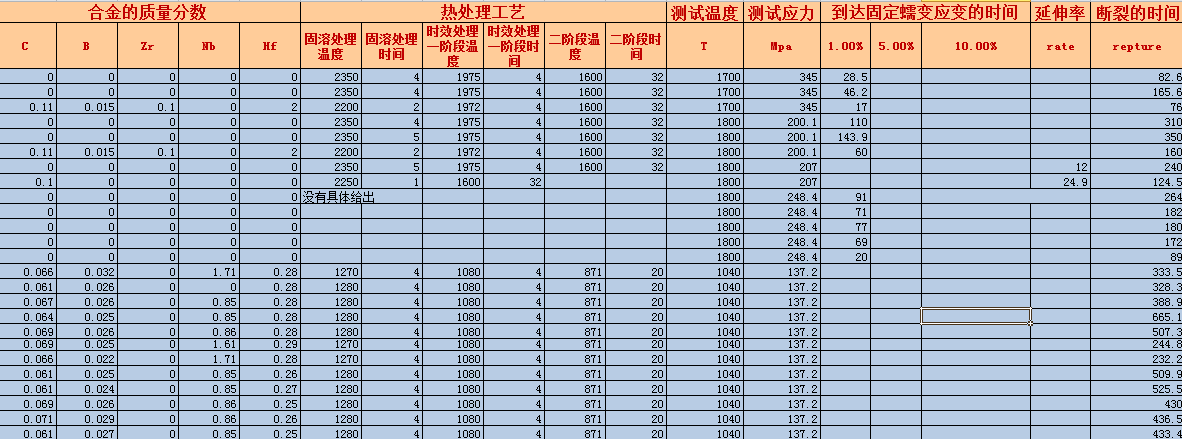 合金的质量分数 热处理工艺 测试温度 测试应力 到达固定蠕变应变的时间 延伸率 断裂的时间
C B Zr Nb Hf 固溶处理温度 固溶处理时间 时效处理一阶段温度 时效处理一阶段时间 二阶段温度 二阶段时间 T Mpa 1.00% 5.00% 10.00% rate repture
0 0 0 0 0 2350 4 1975 4 1600 32 1700 345 28.5 82.6
0 0 0 0 0 2350 4 1975 4 1600 32 1700 345 46.2 165.6
0.11 0.015 0.1 0 2 2200 2 1972 4 1600 32 1700 345 17 76
0 0 0 0 0 2350 4 1975 4 1600 32 1800 200.1 110 310
0 0 0 0 0 2350 5 1975 4 1600 32 1800 200.1 143.9 350
0.11 0.015 0.1 0 2 2200 2 1972 4 1600 32 1800 200.1 60 160
0 0 0 0 0 2350 5 1975 4 1600 32 1800 207 12 240
0.1 0 0 0 0 2250 1 1600 32 1800 207 24.9 124.5
0 0 0 0 0 没有具体给出 1800 248.4 91 264
0 0 0 0 0 1800 248.4 71 182
0 0 0 0 0 1800 248.4 77 180
0 0 0 0 0 1800 248.4 69 172
0 0 0 0 0 1800 248.4 20 89
0.066 0.032 0 1.71 0.28 1270 4 1080 4 871 20 1040 137.2 333.5
0.061 0.026 0 0 0.28 1280 4 1080 4 871 20 1040 137.2 328.3
0.067 0.026 0 0.85 0.28 1280 4 1080 4 871 20 1040 137.2 388.9
0.064 0.025 0 0.85 0.28 1280 4 1080 4 871 20 1040 137.2 665.1
0.069 0.026 0 0.86 0.28 1280 4 1080 4 871 20 1040 137.2 507.3
0.069 0.025 0 1.61 0.29 1270 4 1080 4 871 20 1040 137.2 244.8
0.066 0.022 0 1.71 0.28 1270 4 1080 4 871 20 1040 137.2 232.2
0.061 0.025 0 0.85 0.26 1280 4 1080 4 871 20 1040 137.2 509.9
0.061 0.024 0 0.85 0.27 1280 4 1080 4 871 20 1040 137.2 525.5
0.069 0.026 0 0.86 0.25 1280 4 1080 4 871 20 1040 137.2 430
0.071 0.029 0 0.86 0.26 1280 4 1080 4 871 20 1040 137.2 436.5
0.061 0.027 0 0.85 0.25 1280 4 1080 4 871 20 1040 137.2 433.4